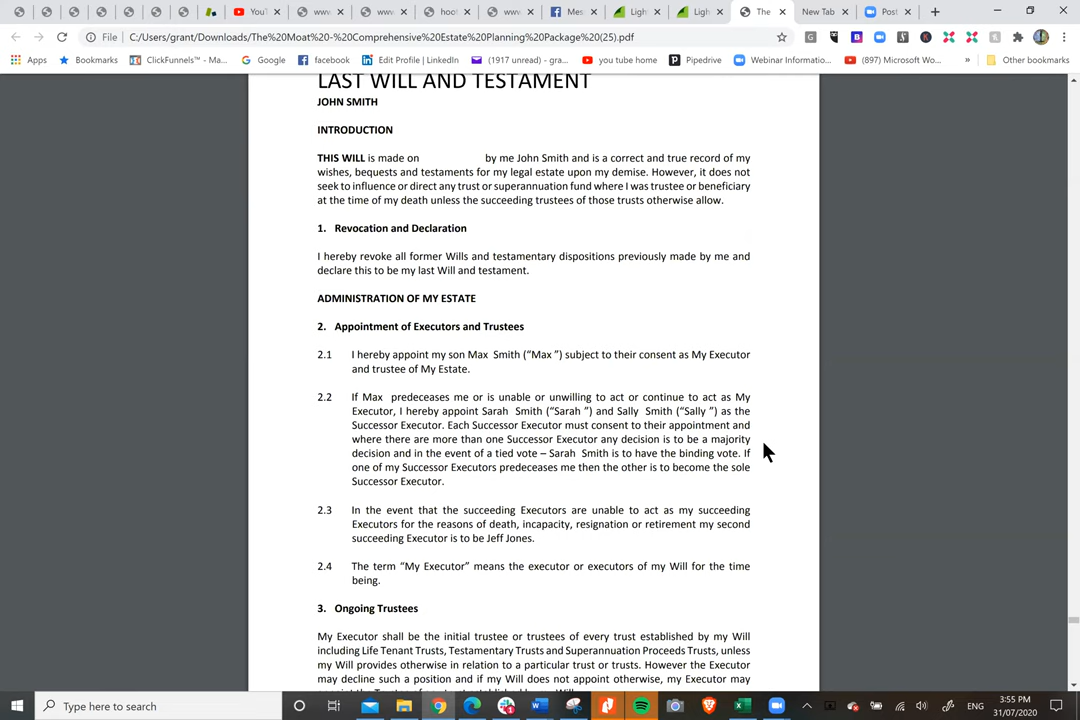 YouT
www.
www.
hoot
www.
Mess
Light
Light
The
New Tab
Post
File
C:/Users/grant/Downloads/The%20Moat%20-%20Comprehensive%20Estate%20Planning%20Package%20(25).pdf
Apps
Bookmarks
ClickFunnels™ - Ma...
Google
facebook
Edit Profile | LinkedIn
(1917 unread) - gra...
you tube home
Pipedrive
Webinar Informatio...
(897) Microsoft Wo...
»
Other bookmarks
LAST WILL AND TESTAMENT
JOHN SMITH
INTRODUCTION
THIS WILL is made on by me John Smith and is a correct and true record of my
wishes, bequests and testaments for my legal estate upon my demise. However, it does not
seek to influence or direct any trust or superannuation fund where I was trustee or beneficiary
at the time of my death unless the succeeding trustees of those trusts otherwise allow.
1. Revocation and Declaration
I hereby revoke all former Wills and testamentary dispositions previously made by me and
declare this to be my last Will and testament.
ADMINISTRATION OF MY ESTATE
2. Appointment of Executors and Trustees
2.1 I hereby appoint my son Max Smith (“Max ”) subject to their consent as My Executor
and trustee of My Estate.
2.2 If Max predeceases me or is unable or unwilling to act or continue to act as My
Executor, I hereby appoint Sarah Smith (“Sarah ”) and Sally Smith (“Sally ”) as the
Successor Executor. Each Successor Executor must consent to their appointment and
where there are more than one Successor Executor any decision is to be a majority
decision and in the event of a tied vote – Sarah Smith is to have the binding vote. If
one of my Successor Executors predeceases me then the other is to become the sole
Successor Executor.
2.3 In the event that the succeeding Executors are unable to act as my succeeding
Executors for the reasons of death, incapacity, resignation or retirement my second
succeeding Executor is to be Jeff Jones.
2.4 The term “My Executor” means the executor or executors of my Will for the time
being.
3. Ongoing Trustees
My Executor shall be the initial trustee or trustees of every trust established by my Will
including Life Tenant Trusts, Testamentary Trusts and Superannuation Proceeds Trusts, unless
my Will provides otherwise in relation to a particular trust or trusts. However the Executor
may decline such a position and if my Will does not appoint otherwise, my Executor may
Type here to search
ENG
3:55 PM
31/07/2020